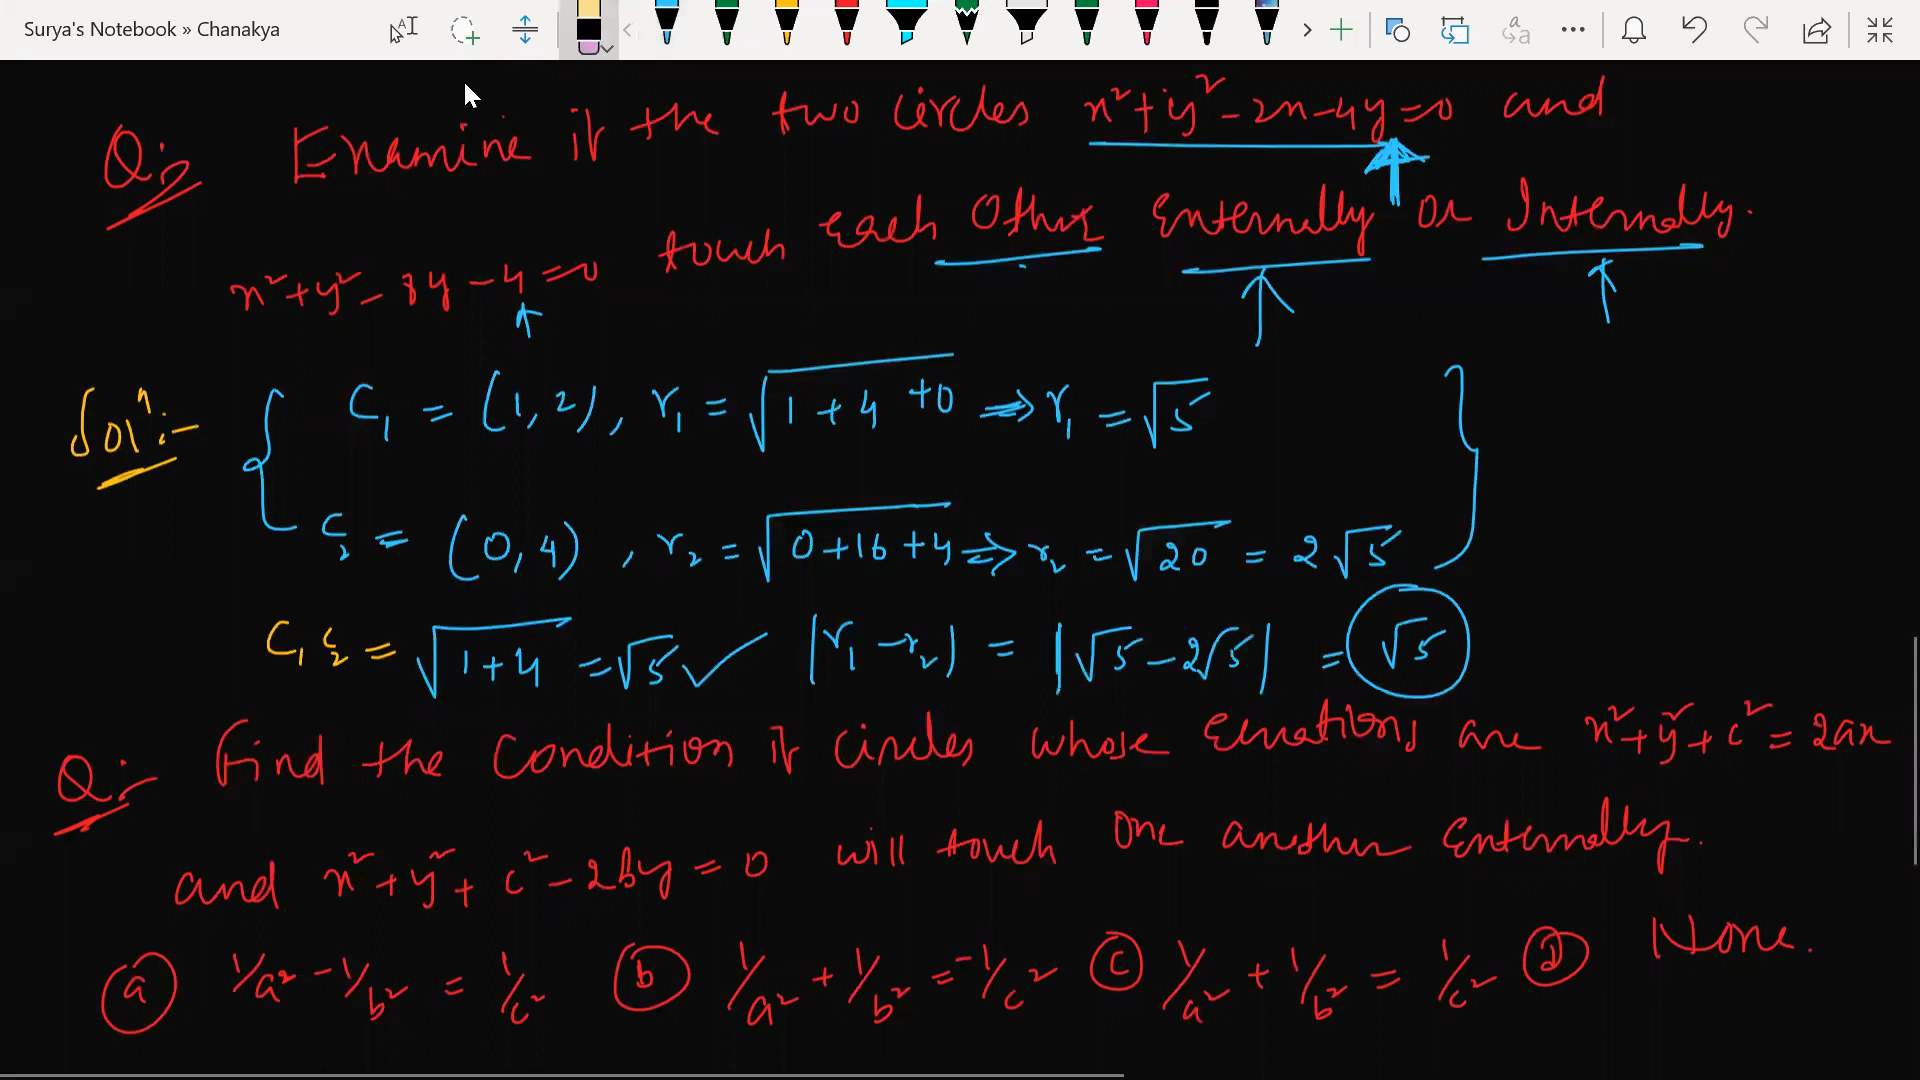 Surya's Notebook » Chanakya
Q:- Examine if the two circles x²+y²-2x-4y=0 and
x²+y²-8y-4=0 touch each Other Externally or Internally.
Solⁿ:- C₁ = (1,2), r₁ = √(1+4+0) ⇒ r₁ = √5
C₂ = (0,4), r₂ = √(0+16+4) ⇒ r₂ = √20 = 2√5
C₁C₂ = √(1+4) = √5 ✓ |r₁-r₂| = |√5-2√5| = √5
Q:- Find the Condition if circles whose Equations are x²+y²+c² = 2ax
and x²+y²+c²-2by=0 will touch One another Externally.
(a) 1/a² - 1/b² = 1/c² (b) 1/a² + 1/b² = -1/c² (c) 1/a² + 1/b² = 1/c² (d) None.